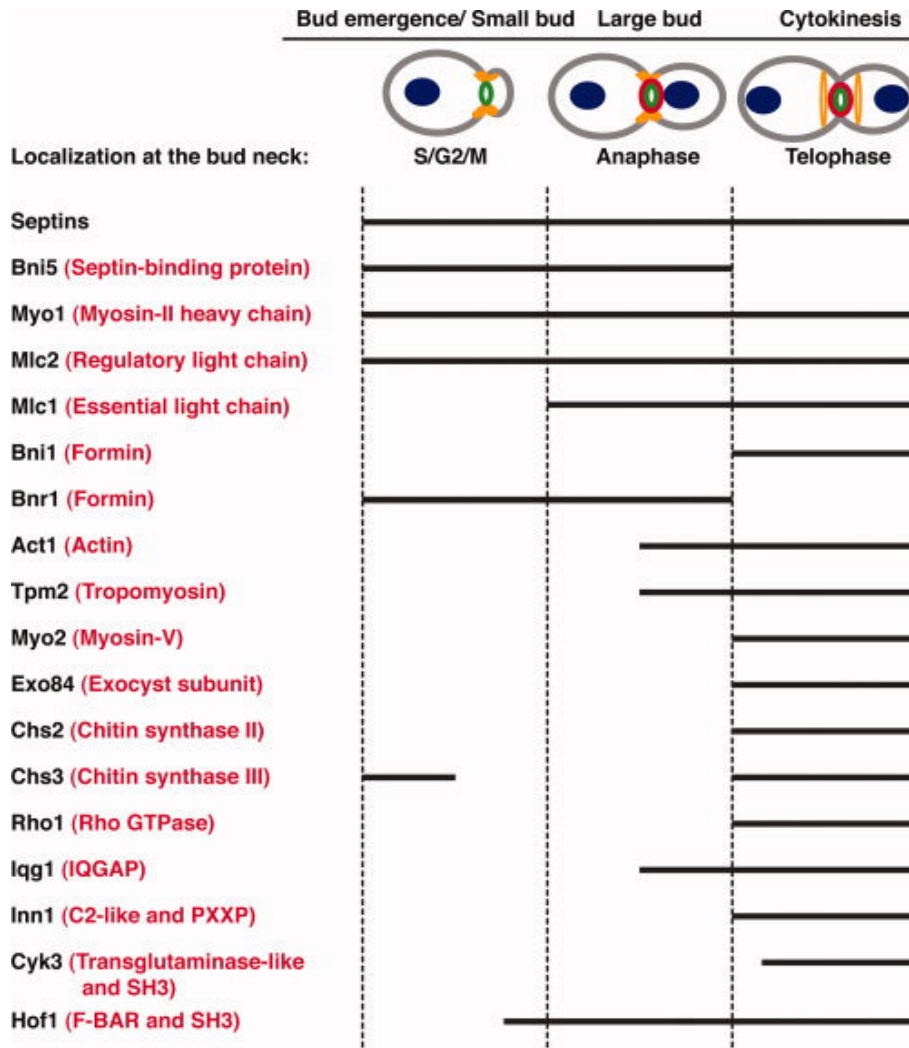 Bud emergence/ Small bud Large bud Cytokinesis
Localization at the bud neck: S/G2/M Anaphase Telophase
Septins
Bni5 (Septin-binding protein)
Myo1 (Myosin-II heavy chain)
Mlc2 (Regulatory light chain)
Mlc1 (Essential light chain)
Bni1 (Formin)
Bnr1 (Formin)
Act1 (Actin)
Tpm2 (Tropomyosin)
Myo2 (Myosin-V)
Exo84 (Exocyst subunit)
Chs2 (Chitin synthase II)
Chs3 (Chitin synthase III)
Rho1 (Rho GTPase)
Iqg1 (IQGAP)
Inn1 (C2-like and PXXP)
Cyk3 (Transglutaminase-like
and SH3)
Hof1 (F-BAR and SH3)